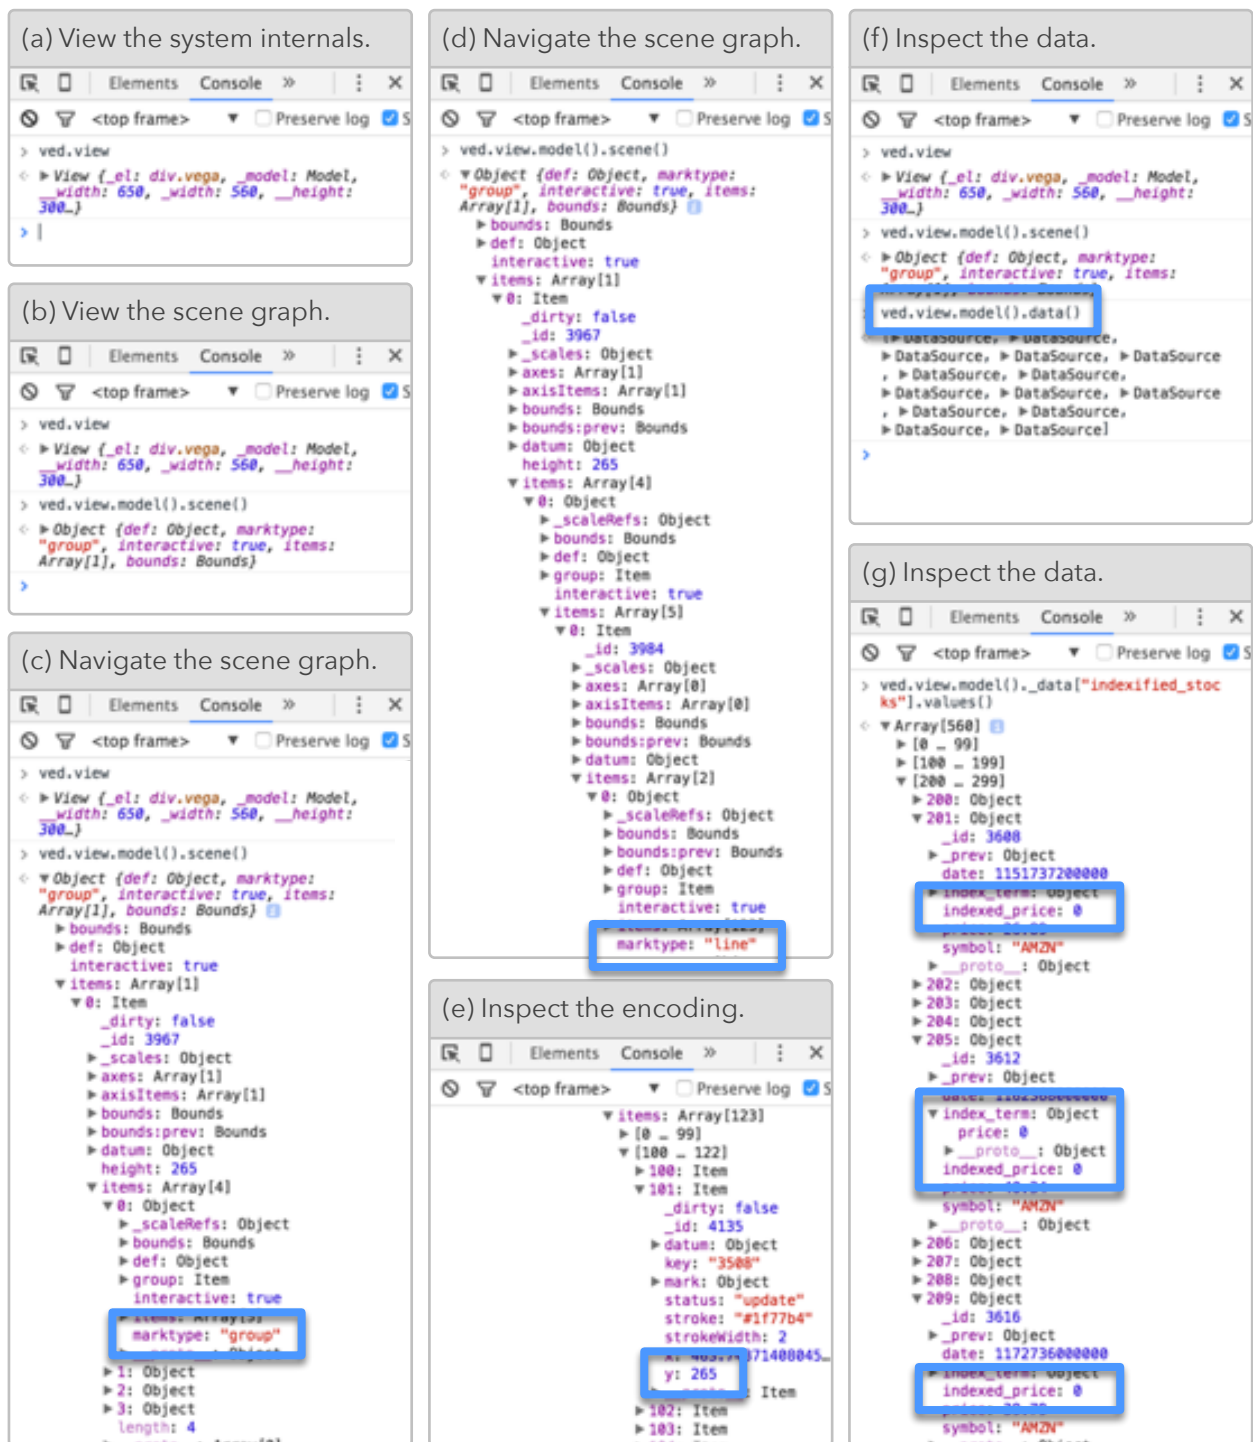 (a) View the system internals.
Elements Console »
<top frame> ▼ Preserve log S
> ved.view
▶ View {_el: div.vega, _model: Model,
__width: 650, _width: 560, __height:
300…}
>
(b) View the scene graph.
Elements Console »
<top frame> ▼ Preserve log S
> ved.view
▶ View {_el: div.vega, _model: Model,
__width: 650, _width: 560, __height:
300…}
> ved.view.model().scene()
▶ Object {def: Object, marktype:
"group", interactive: true, items:
Array[1], bounds: Bounds}
>
(c) Navigate the scene graph.
Elements Console »
<top frame> ▼ Preserve log S
> ved.view
▶ View {_el: div.vega, _model: Model,
__width: 650, _width: 560, __height:
300…}
> ved.view.model().scene()
▼ Object {def: Object, marktype:
"group", interactive: true, items:
Array[1], bounds: Bounds}
▶ bounds: Bounds
▶ def: Object
interactive: true
▼ items: Array[1]
▼ 0: Item
_dirty: false
_id: 3967
▶ _scales: Object
▶ axes: Array[1]
▶ axisItems: Array[1]
▶ bounds: Bounds
▶ bounds:prev: Bounds
▶ datum: Object
height: 265
▼ items: Array[4]
▼ 0: Object
▶ _scaleRefs: Object
▶ bounds: Bounds
▶ def: Object
▶ group: Item
interactive: true
▶ items: Array[5]
marktype: "group"
▶ 1: Object
▶ 2: Object
▶ 3: Object
length: 4
(d) Navigate the scene graph.
Elements Console »
<top frame> ▼ Preserve log S
> ved.view.model().scene()
▼ Object {def: Object, marktype:
"group", interactive: true, items:
Array[1], bounds: Bounds}
▶ bounds: Bounds
▶ def: Object
interactive: true
▼ items: Array[1]
▼ 0: Item
_dirty: false
_id: 3967
▶ _scales: Object
▶ axes: Array[1]
▶ axisItems: Array[1]
▶ bounds: Bounds
▶ bounds:prev: Bounds
▶ datum: Object
height: 265
▼ items: Array[4]
▼ 0: Object
▶ _scaleRefs: Object
▶ bounds: Bounds
▶ def: Object
▶ group: Item
interactive: true
▼ items: Array[5]
▼ 0: Item
_id: 3984
▶ _scales: Object
▶ axes: Array[0]
▶ axisItems: Array[0]
▶ bounds: Bounds
▶ bounds:prev: Bounds
▶ datum: Object
▼ items: Array[2]
▼ 0: Object
▶ _scaleRefs: Object
▶ bounds: Bounds
▶ bounds:prev: Bounds
▶ def: Object
▶ group: Item
interactive: true
▶ items: Array[123]
marktype: "line"
(e) Inspect the encoding.
Elements Console »
<top frame> ▼ Preserve log S
▼ items: Array[123]
▶ [0 … 99]
▼ [100 … 122]
▶ 100: Item
▼ 101: Item
_dirty: false
_id: 4135
▶ datum: Object
key: "3508"
▶ mark: Object
status: "update"
stroke: "#1f77b4"
strokeWidth: 2
y: 265
Item
▶ 102: Item
▶ 103: Item
(f) Inspect the data.
Elements Console »
<top frame> ▼ Preserve log S
> ved.view
▶ View {_el: div.vega, _model: Model,
__width: 650, _width: 560, __height:
300…}
> ved.view.model().scene()
▶ Object {def: Object, marktype:
"group", interactive: true, items:
Array[1], bounds: Bounds}
ved.view.model().data()
[▶ DataSource, ▶ DataSource,
▶ DataSource, ▶ DataSource, ▶ DataSource
, ▶ DataSource, ▶ DataSource,
▶ DataSource, ▶ DataSource, ▶ DataSource
, ▶ DataSource, ▶ DataSource,
▶ DataSource, ▶ DataSource]
>
(g) Inspect the data.
Elements Console »
<top frame> ▼ Preserve log S
> ved.view.model()._data["indexified_stoc
ks"].values()
▼ Array[560]
▶ [0 … 99]
▶ [100 … 199]
▼ [200 … 299]
▶ 200: Object
▼ 201: Object
_id: 3608
▶ _prev: Object
date: 1151737200000
▶ index_term: Object
indexed_price: 0
symbol: "AMZN"
▶ __proto__: Object
▶ 202: Object
▶ 203: Object
▶ 204: Object
▼ 205: Object
_id: 3612
▶ _prev: Object
▼ index_term: Object
price: 0
▶ __proto__: Object
indexed_price: 0
symbol: "AMZN"
▶ __proto__: Object
▶ 206: Object
▶ 207: Object
▶ 208: Object
▼ 209: Object
_id: 3616
▶ _prev: Object
date: 1172736000000
▶ index_term: Object
indexed_price: 0
symbol: "AMZN"